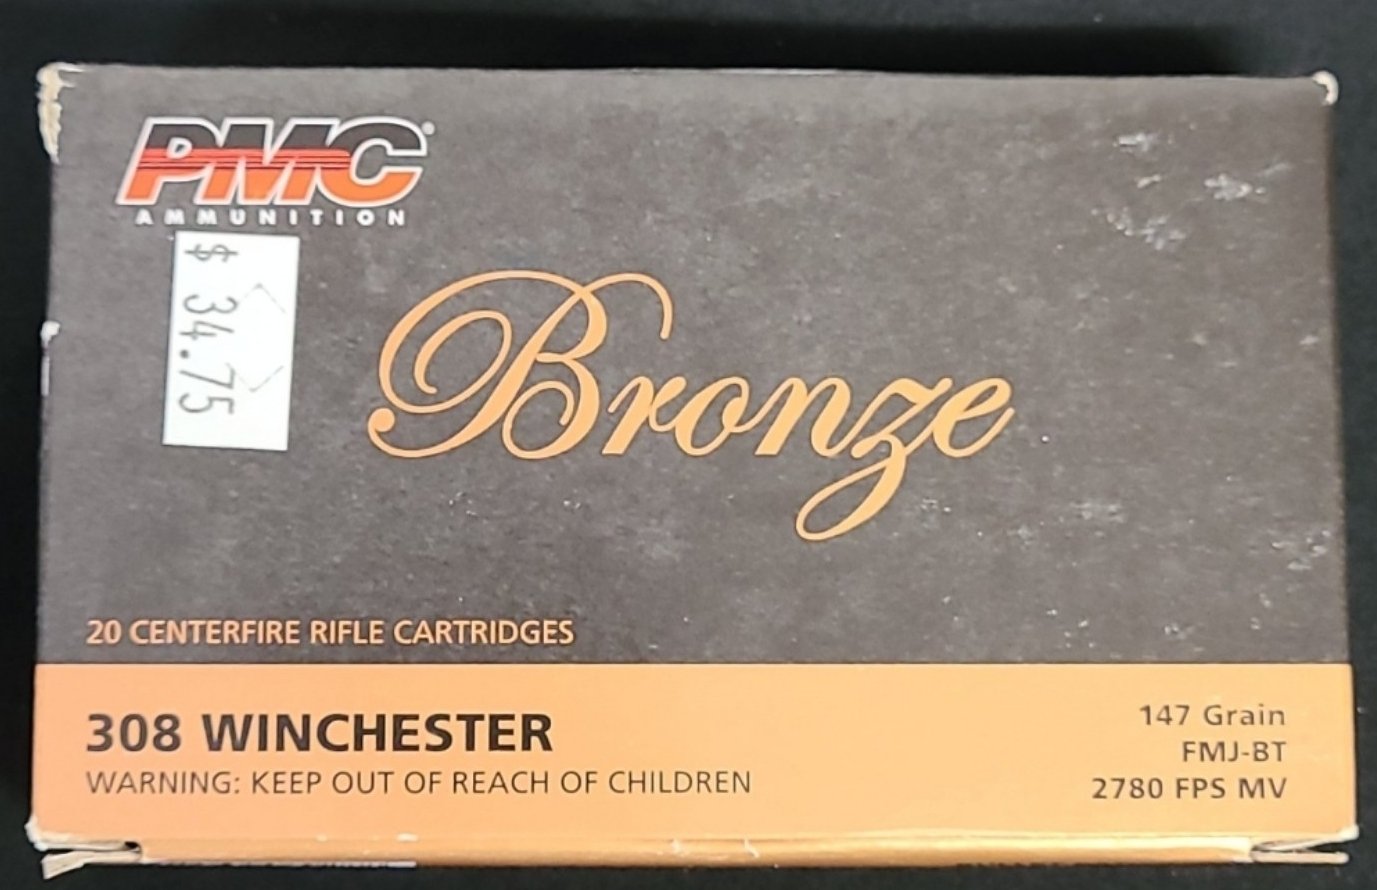 PMC®
AMMUNITION
$ 34.75
Bronze
20 CENTERFIRE RIFLE CARTRIDGES
308 WINCHESTER
WARNING: KEEP OUT OF REACH OF CHILDREN
147 Grain
FMJ-BT
2780 FPS MV